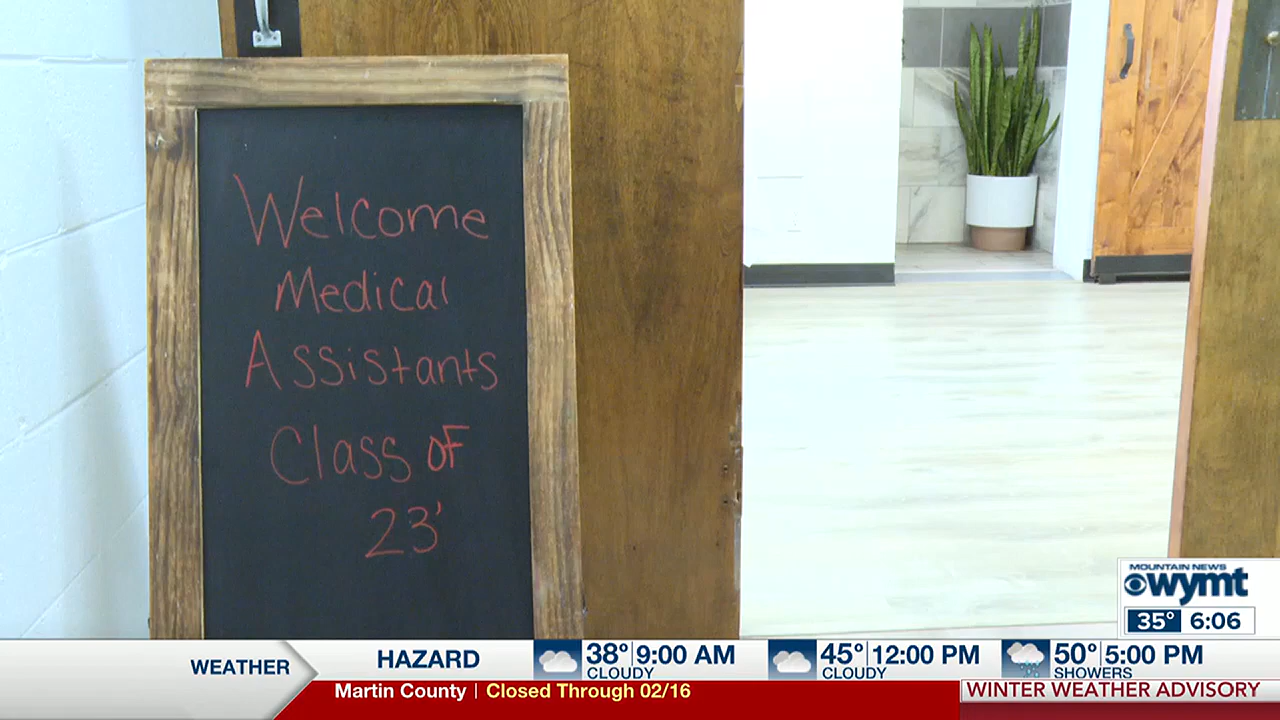 Welcome
Medical
Assistants
Class of
23'
MOUNTAIN NEWS
wymt
35° 6:06
WEATHER
HAZARD
38° 9:00 AM
CLOUDY
45° 12:00 PM
CLOUDY
50° 5:00 PM
SHOWERS
Martin County | Closed Through 02/16
WINTER WEATHER ADVISORY